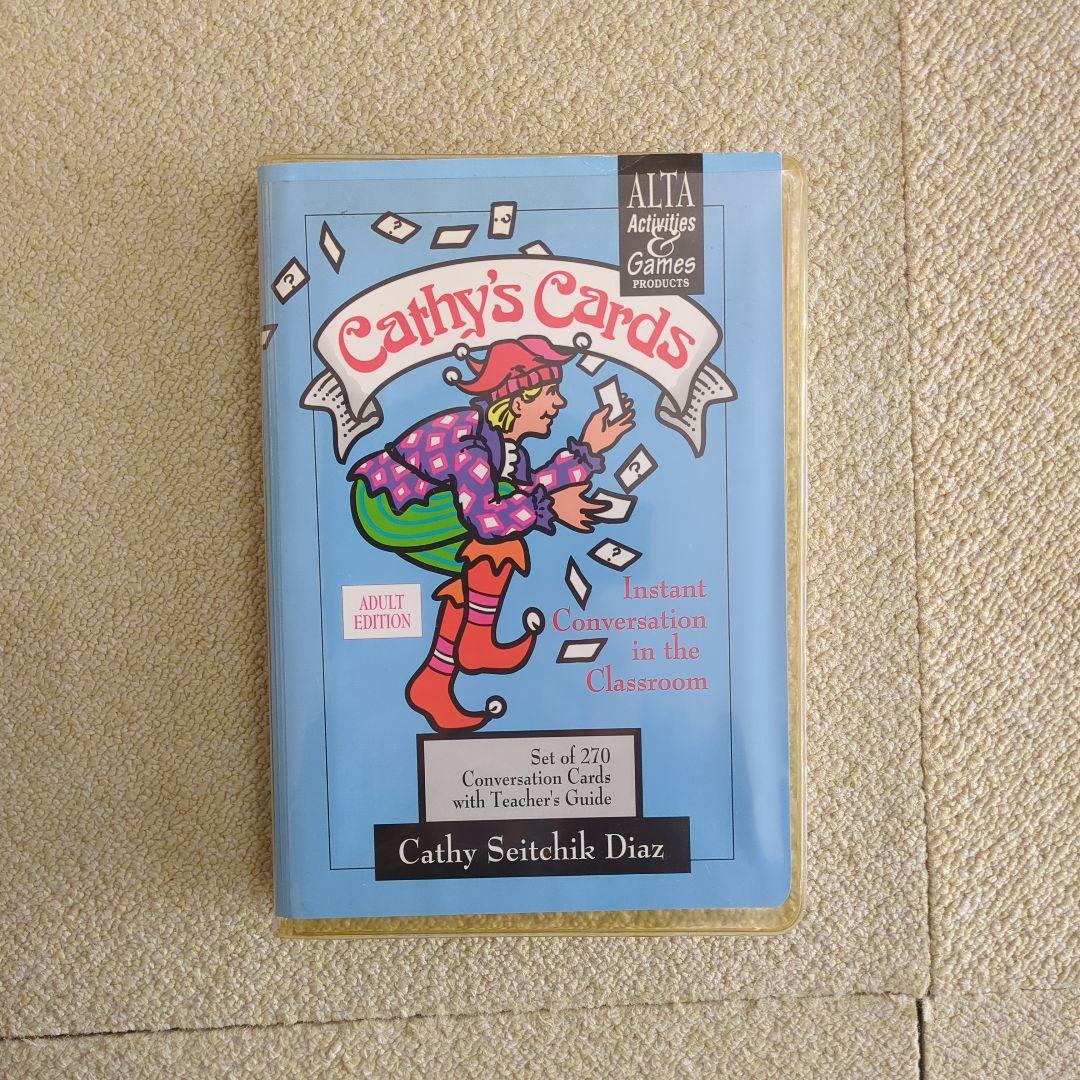 ALTA
Activities
&
Games
PRODUCTS
?
?
?
Cathy's Cards
?
?
ADULT
EDITION
Instant
Conversation
in the
Classroom
Set of 270
Conversation Cards
with Teacher's Guide
Cathy Seitchik Diaz